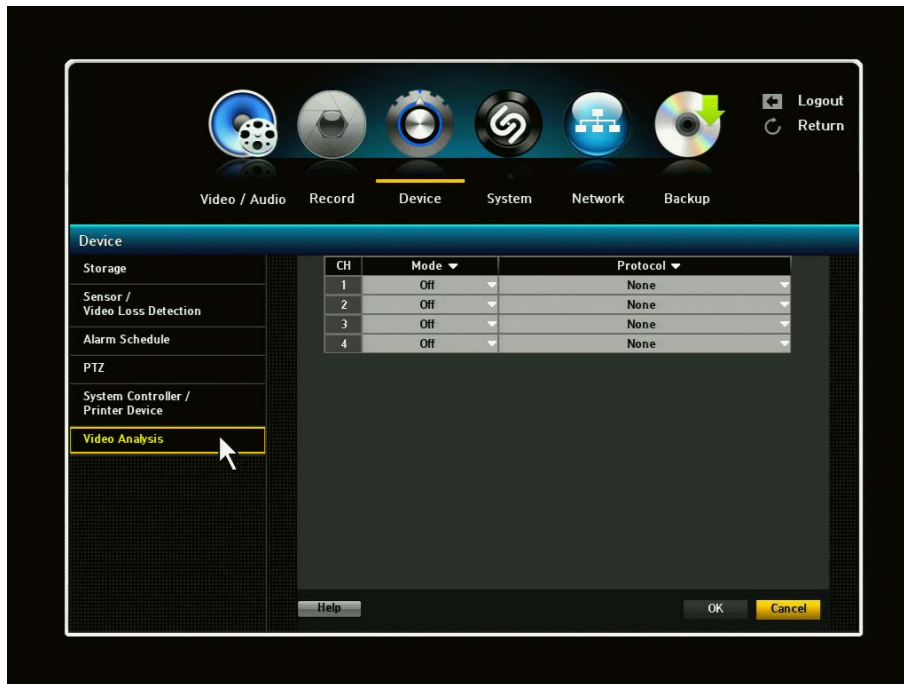 Logout
Return
Video / Audio Record Device System Network Backup
Device
Storage
Sensor /
Video Loss Detection
Alarm Schedule
PTZ
System Controller /
Printer Device
Video Analysis
CH Mode Protocol
1 Off None
2 Off None
3 Off None
4 Off None
Help OK Cancel